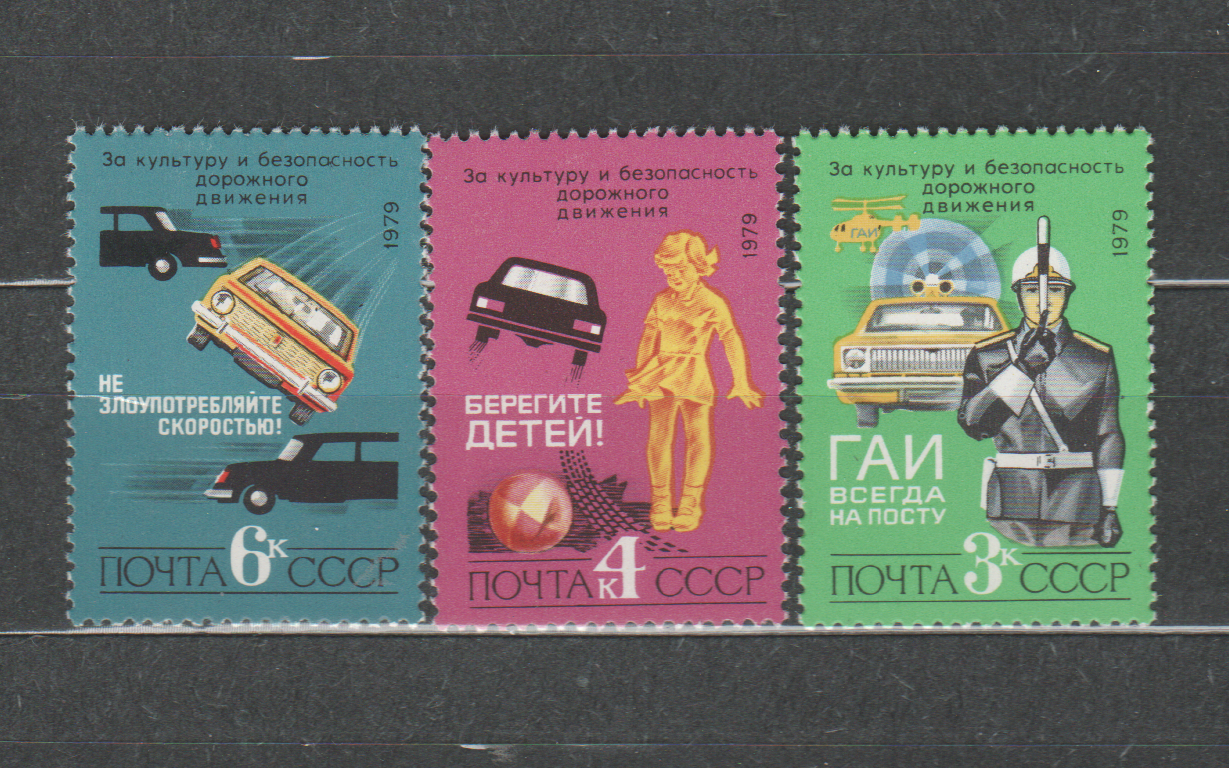 За культуру и безопасность
дорожного
движения
1979
НЕ
ЗЛОУПОТРЕБЛЯЙТЕ
СКОРОСТЬЮ!
ПОЧТА 6к СССР
За культуру и безопасность
дорожного
движения
1979
БЕРЕГИТЕ
ДЕТЕЙ!
ПОЧТА к4 СССР
За культуру и безопасность
дорожного
движения
1979
ГАИ
ГАИ
ВСЕГДА
НА ПОСТУ
ПОЧТА 3к СССР